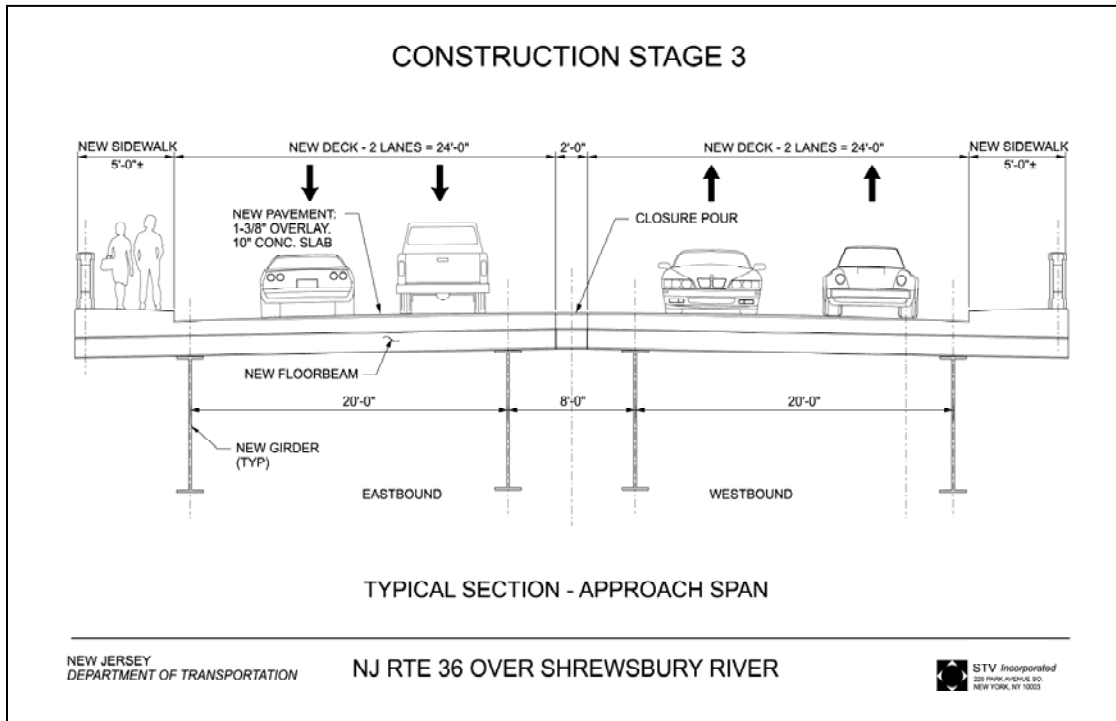 CONSTRUCTION STAGE 3
NEW SIDEWALK
5'-0"±
NEW DECK - 2 LANES = 24'-0"
2'-0"
NEW DECK - 2 LANES = 24'-0"
NEW SIDEWALK
5'-0"±
NEW PAVEMENT:
1-3/8" OVERLAY.
10" CONC. SLAB
CLOSURE POUR
NEW FLOORBEAM
20'-0"
8'-0"
20'-0"
NEW GIRDER
(TYP)
EASTBOUND
WESTBOUND
TYPICAL SECTION - APPROACH SPAN
NEW JERSEY
DEPARTMENT OF TRANSPORTATION
NJ RTE 36 OVER SHREWSBURY RIVER
STV Incorporated
225 PARK AVENUE SO.
NEW YORK, NY 10003